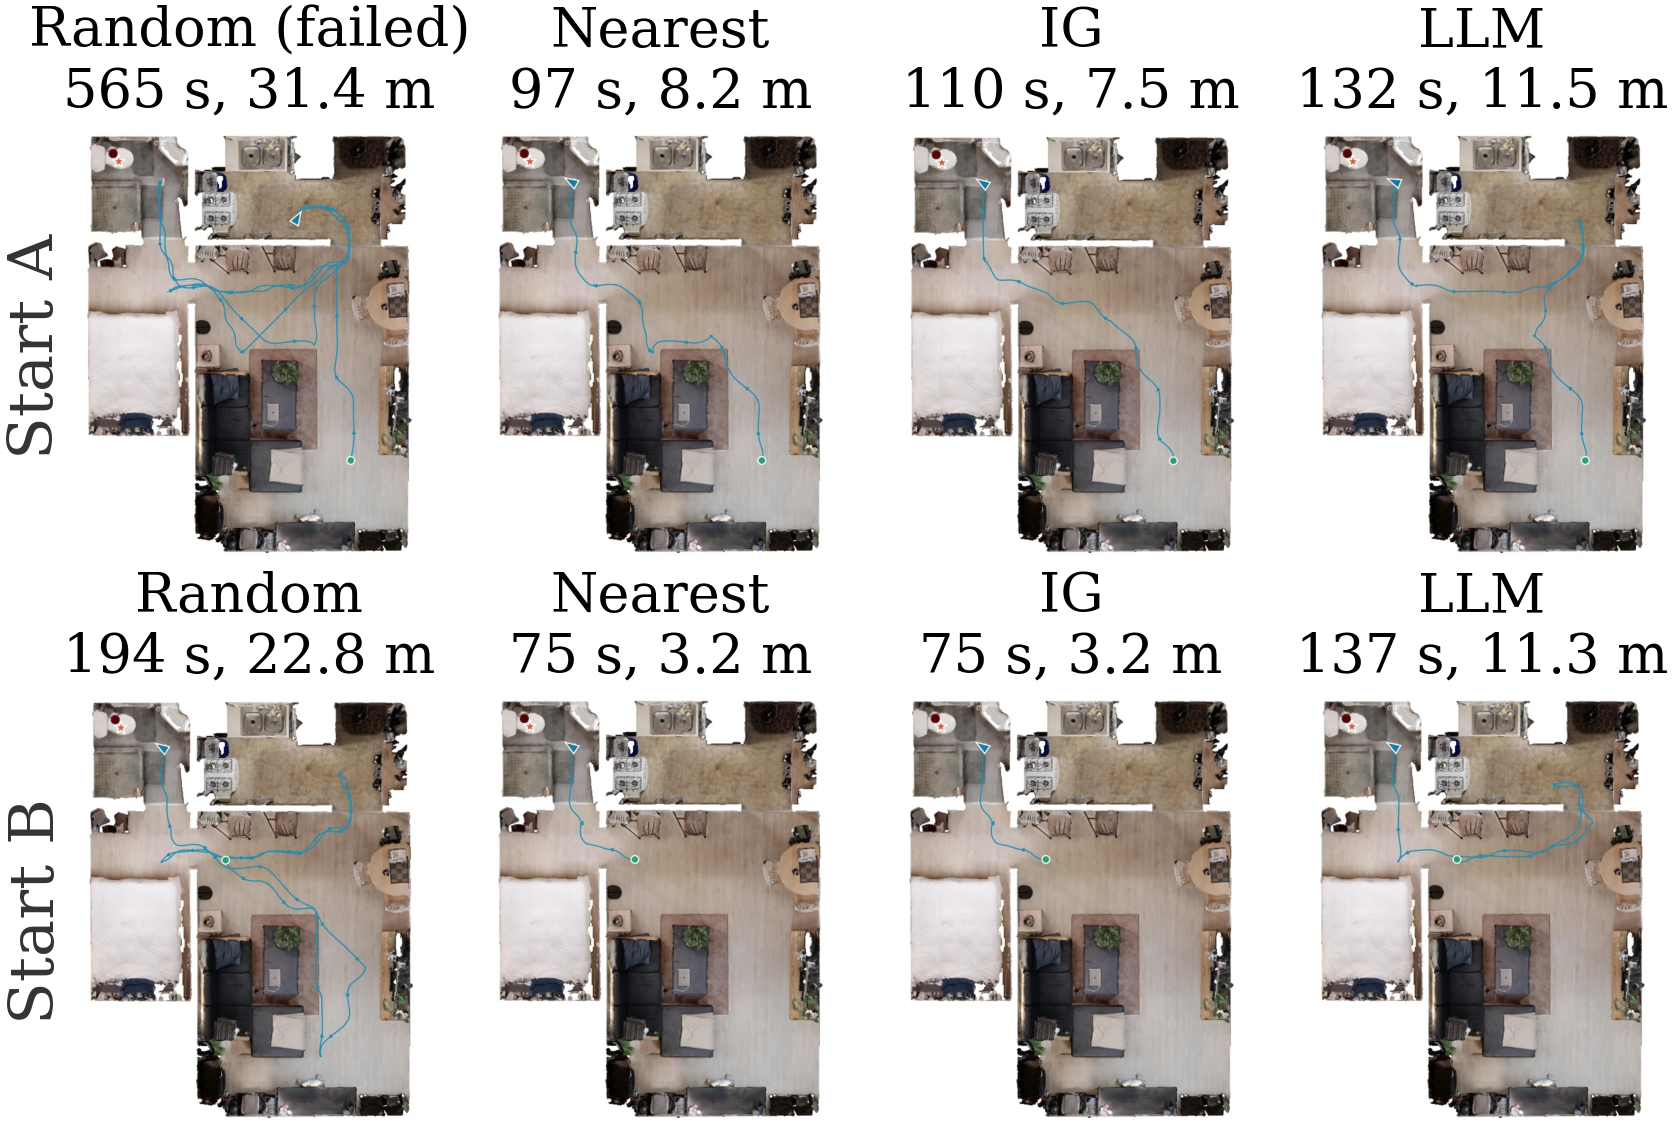 Random (failed)
565 s, 31.4 m
Nearest
97 s, 8.2 m
IG
110 s, 7.5 m
LLM
132 s, 11.5 m
Start A
Random
194 s, 22.8 m
Nearest
75 s, 3.2 m
IG
75 s, 3.2 m
LLM
137 s, 11.3 m
Start B